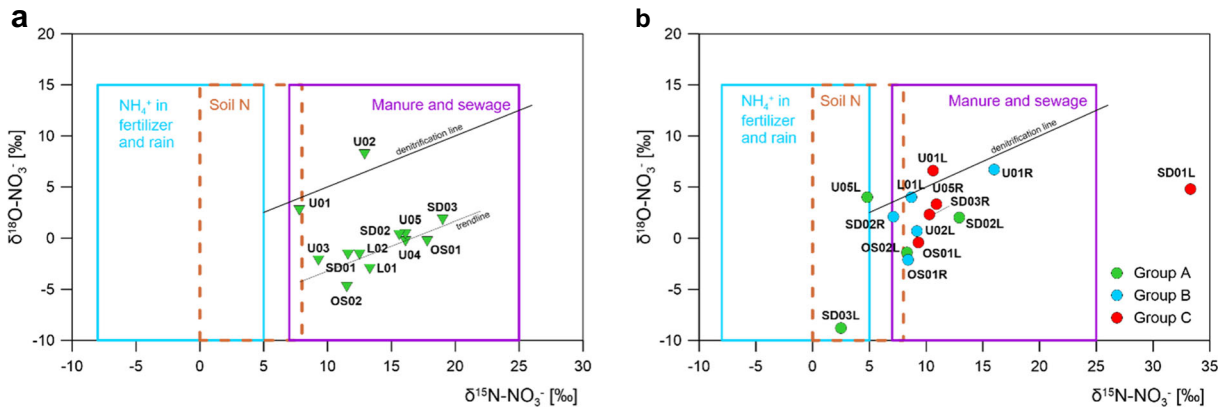 a
δ18O-NO3- [‰]
20
15
10
5
0
-5
-10
NH4+ in
fertilizer
and rain
Soil N
Manure and sewage
denitrification line
trendline
U02
U01
SD03
U05
SD02
U03
L02
U04
OS01
SD01
L01
OS02
-10
-5
0
5
10
15
20
25
30
δ15N-NO3- [‰]
b
δ18O-NO3- [‰]
20
15
10
5
0
-5
-10
NH4+ in
fertilizer
and rain
Soil N
Manure and sewage
denitrification line
U01L
U01R
SD01L
U05L
L01L
U05R
SD03R
SD02R
U02L
SD02L
OS02L
OS01L
OS01R
SD03L
Group A
Group B
Group C
-10
-5
0
5
10
15
20
25
30
35
δ15N-NO3- [‰]